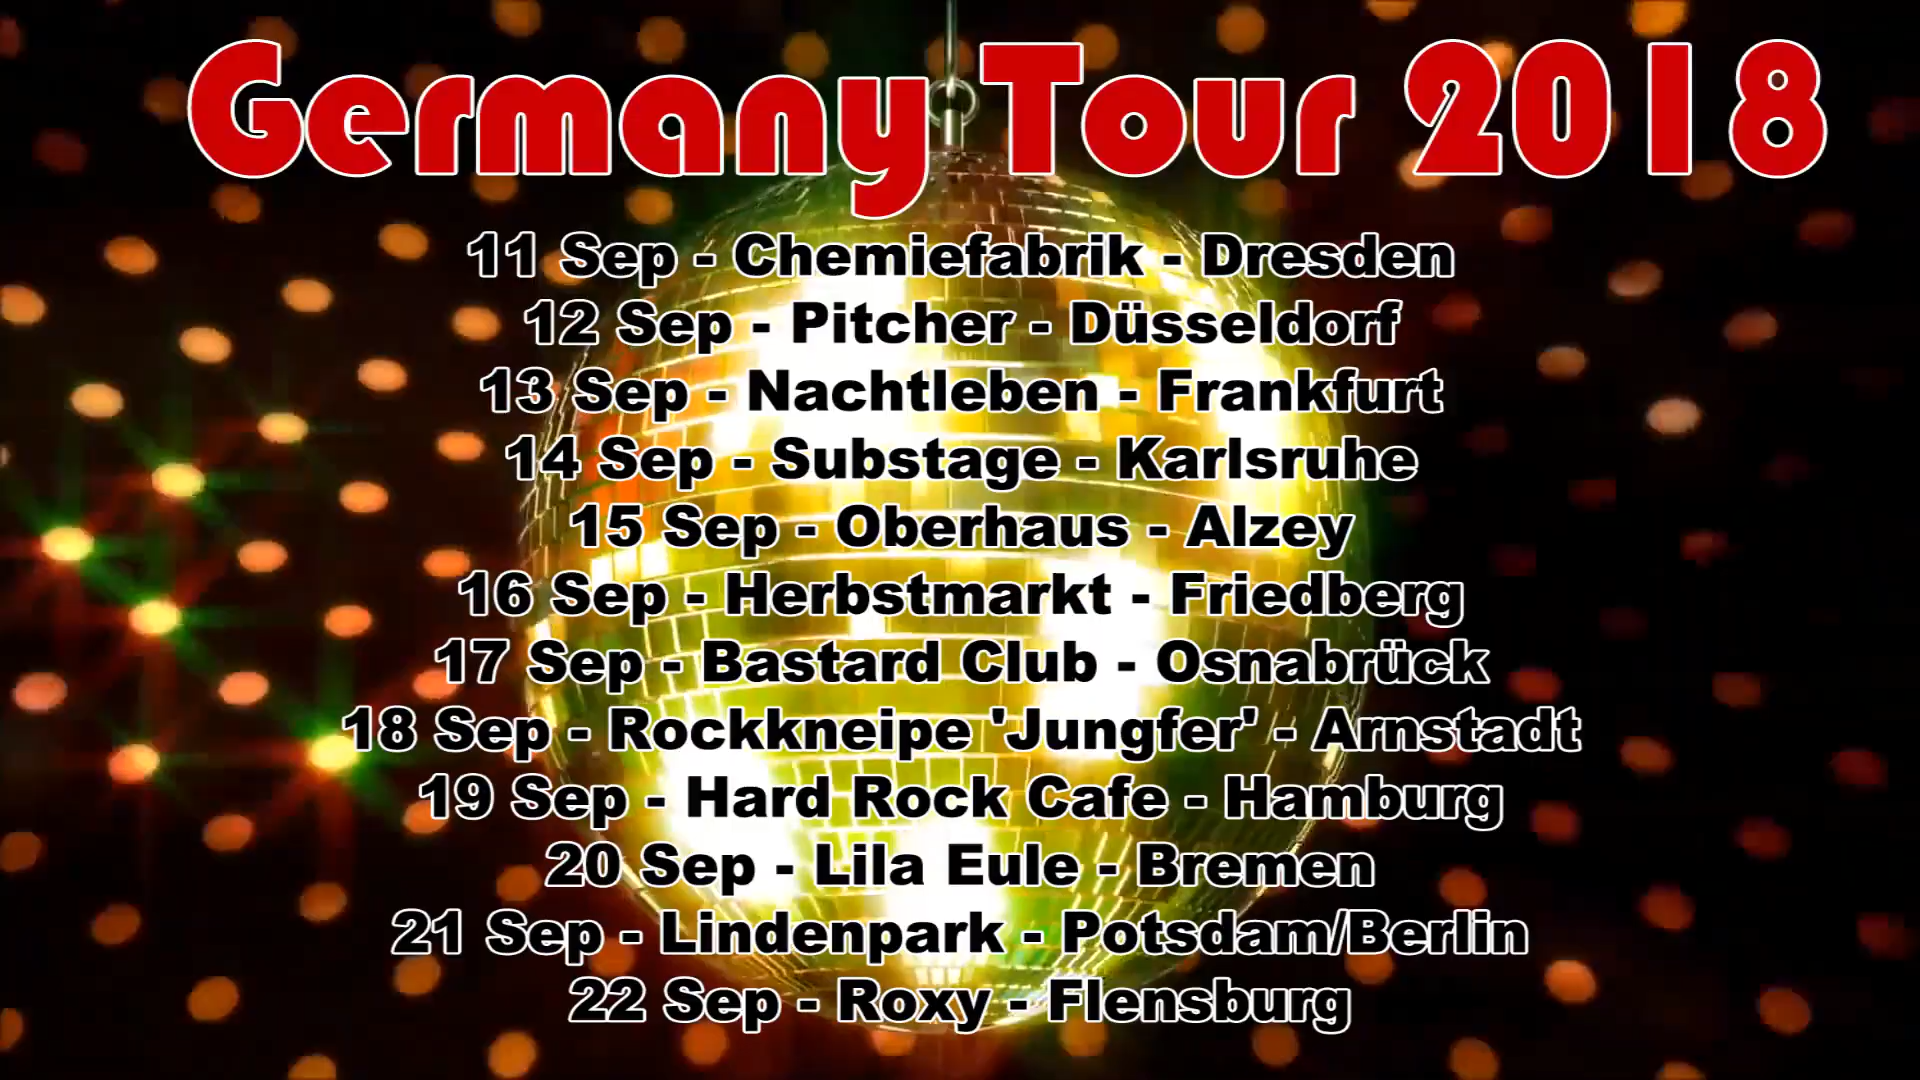 Germany Tour 2018
11 Sep - Chemiefabrik - Dresden
12 Sep - Pitcher - Düsseldorf
13 Sep - Nachtleben - Frankfurt
14 Sep - Substage - Karlsruhe
15 Sep - Oberhaus - Alzey
16 Sep - Herbstmarkt - Friedberg
17 Sep - Bastard Club - Osnabrück
18 Sep - Rockkneipe 'Jungfer' - Arnstadt
19 Sep - Hard Rock Cafe - Hamburg
20 Sep - Lila Eule - Bremen
21 Sep - Lindenpark - Potsdam/Berlin
22 Sep - Roxy - Flensburg